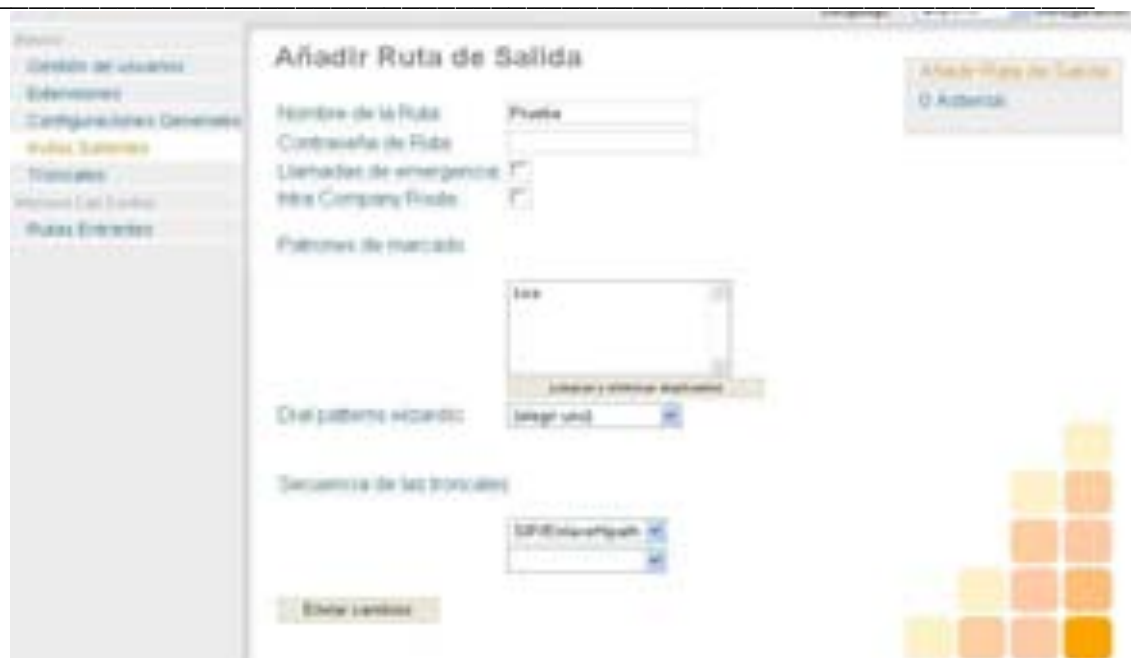 Gestión de usuarios
Extensiones
Configuraciones Generales
Rutas Salientes
Troncales
Rutas Entrantes
Añadir Ruta de Salida
Nombre de la Ruta
Prueba
Contraseña de Ruta
Llamadas de emergencia
Intra Company Route
Patrones de marcado
Dial patterns wizards
(elegir uno)
Secuencia de las troncales
Enviar cambios
Añadir Ruta de Salida
0 Asterisk